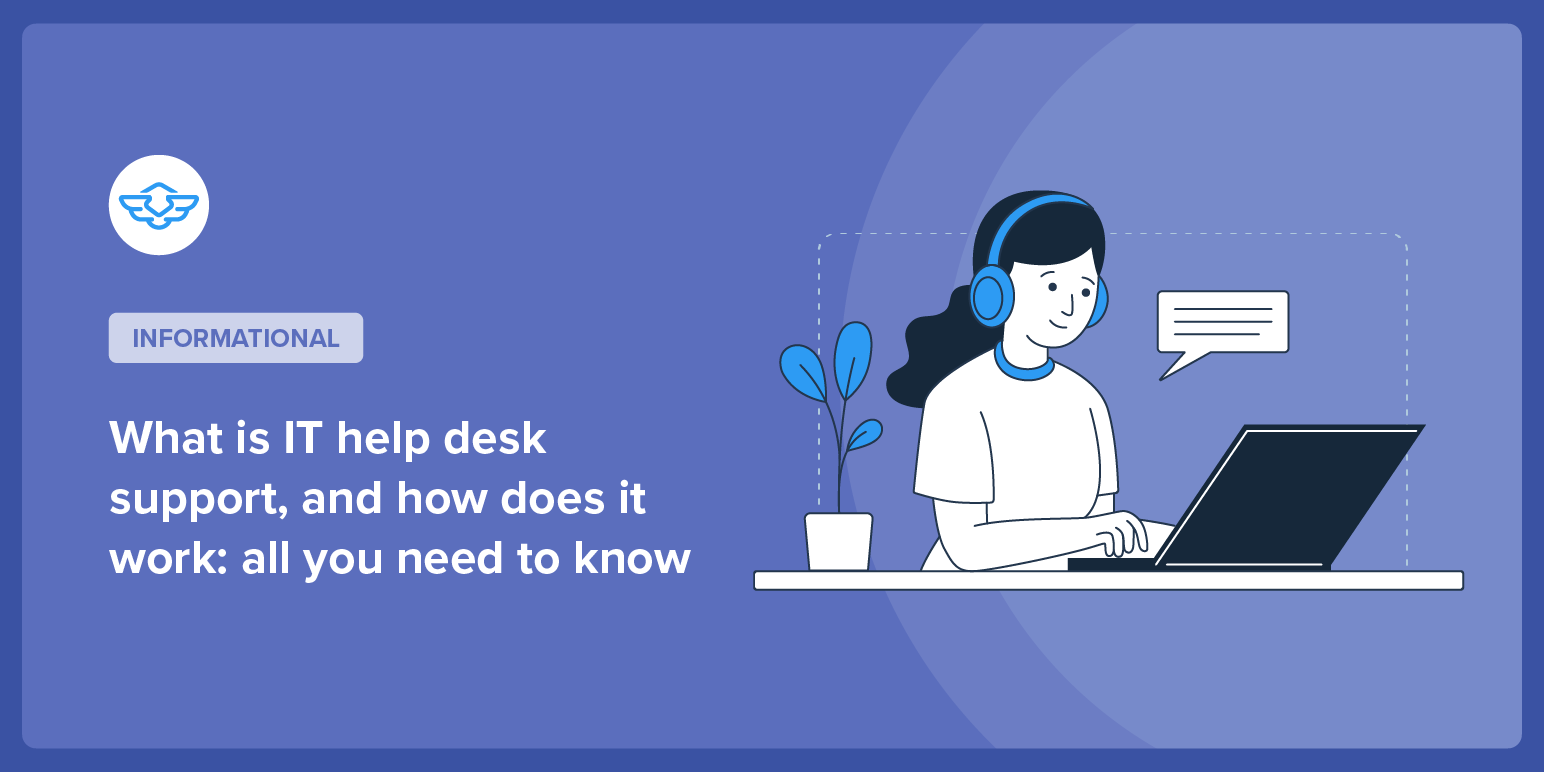 INFORMATIONAL
What is IT help desk
support, and how does it
work: all you need to know